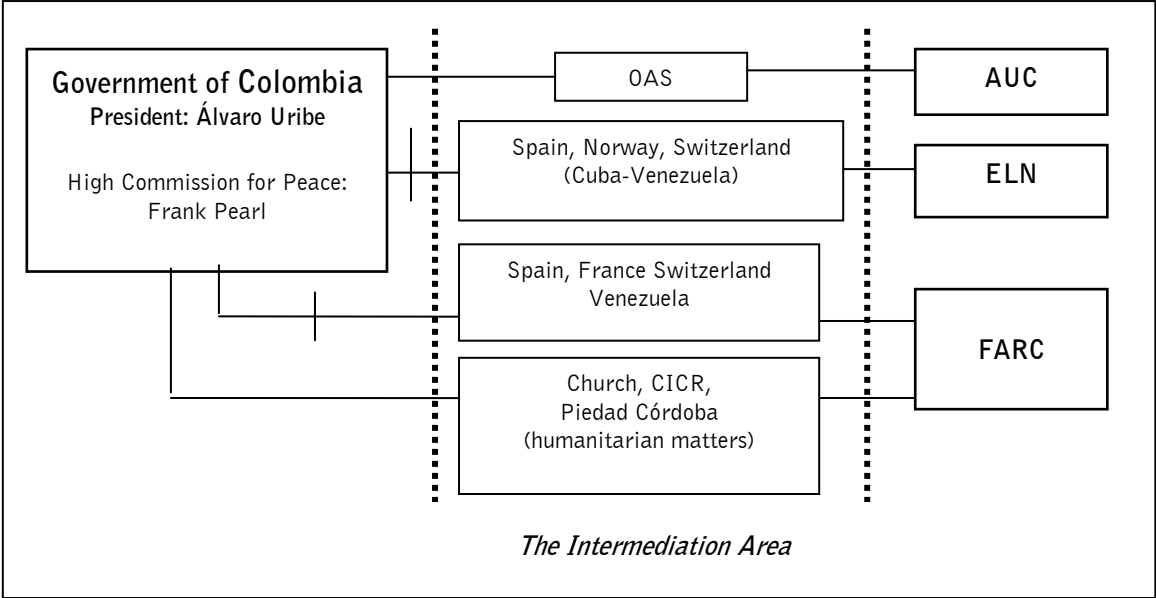 Government of Colombia
President: Álvaro Uribe
High Commission for Peace:
Frank Pearl
OAS
AUC
Spain, Norway, Switzerland
(Cuba-Venezuela)
ELN
Spain, France Switzerland
Venezuela
FARC
Church, CICR,
Piedad Córdoba
(humanitarian matters)
The Intermediation Area